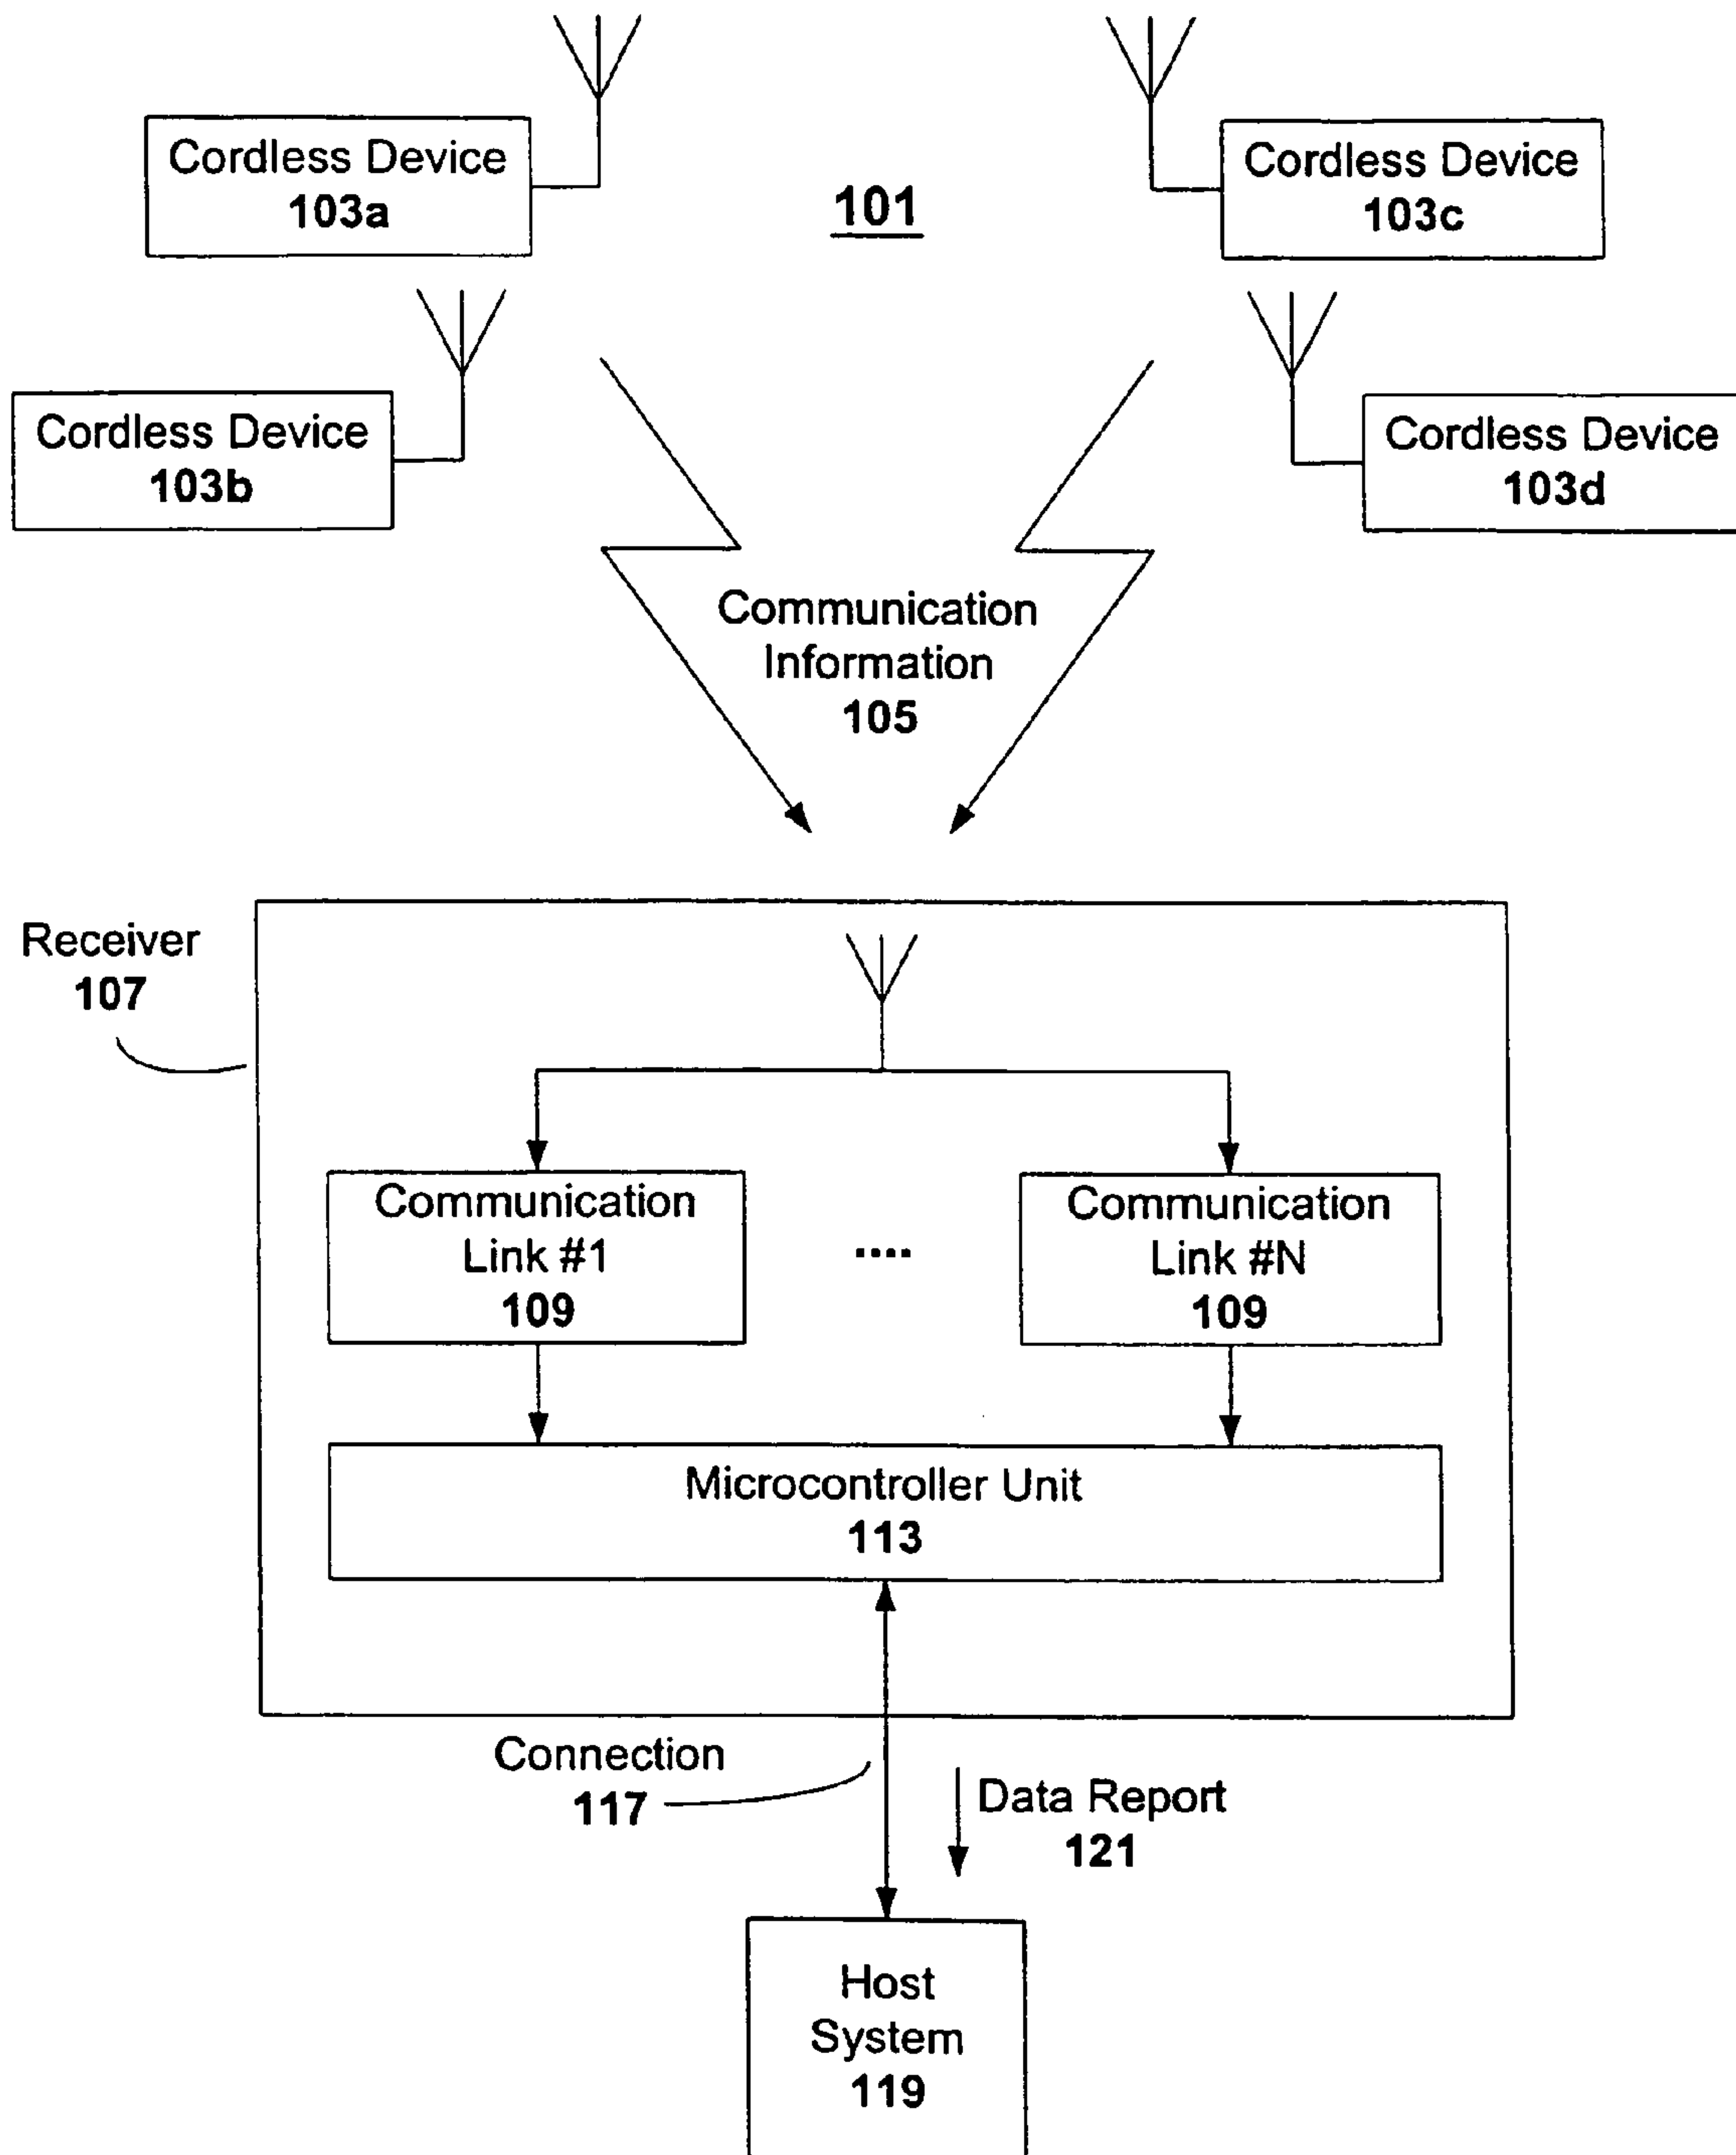 Cordless Device
103a
101
Cordless Device
103c
Cordless Device
103b
Cordless Device
103d
Communication
Information
105
Receiver
107
Communication
Link #1
109
....
Communication
Link #N
109
Microcontroller Unit
113
Connection
117
Data Report
121
Host
System
119